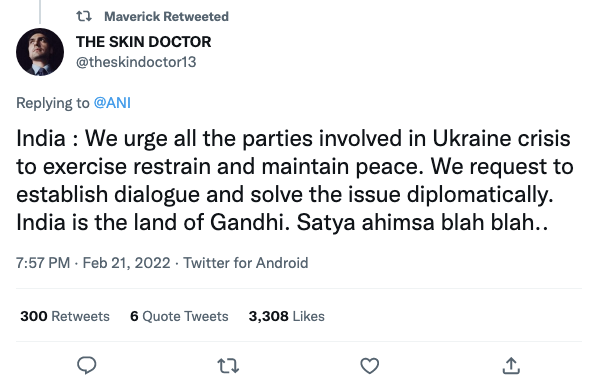 Maverick Retweeted
THE SKIN DOCTOR
@theskindoctor13
Replying to @ANI
India : We urge all the parties involved in Ukraine crisis
to exercise restrain and maintain peace. We request to
establish dialogue and solve the issue diplomatically.
India is the land of Gandhi. Satya ahimsa blah blah..
7:57 PM · Feb 21, 2022 · Twitter for Android
300 Retweets 6 Quote Tweets 3,308 Likes